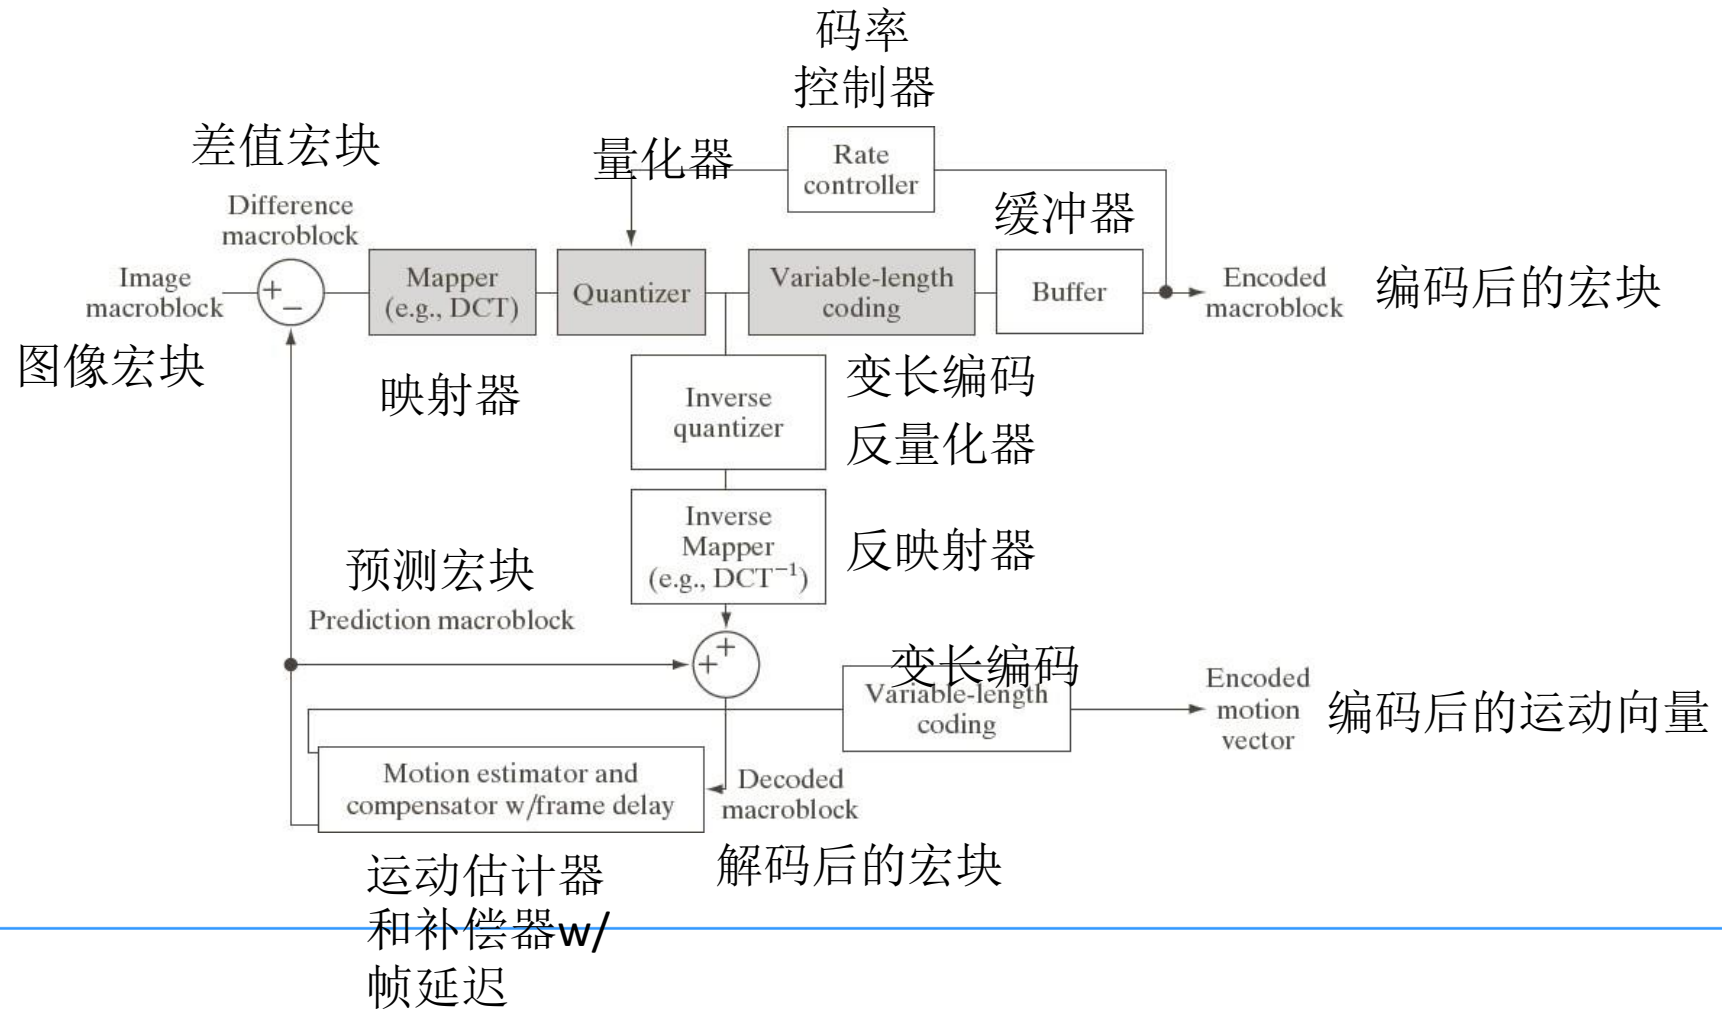 码率
控制器
差值宏块
量化器
Rate
controller
缓冲器
Difference
macroblock
Image
macroblock
+
−
Mapper
(e.g., DCT)
Quantizer
Variable-length
coding
Buffer
Encoded
macroblock
编码后的宏块
图像宏块
映射器
变长编码
Inverse
quantizer
反量化器
Inverse
Mapper
(e.g., DCT⁻¹)
反映射器
预测宏块
Prediction macroblock
+
+
变长编码
Variable-length
coding
Encoded
motion
vector
编码后的运动向量
Motion estimator and
compensator w/frame delay
Decoded
macroblock
解码后的宏块
运动估计器
和补偿器w/
帧延迟